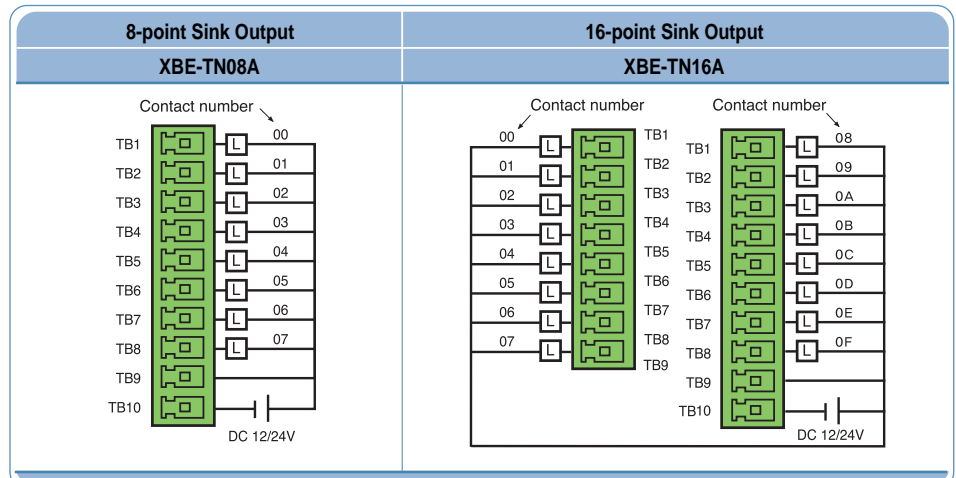 8-point Sink Output
16-point Sink Output
XBE-TN08A
XBE-TN16A
Contact number
TB1 L 00
TB2 L 01
TB3 L 02
TB4 L 03
TB5 L 04
TB6 L 05
TB7 L 06
TB8 L 07
TB9
TB10
DC 12/24V
Contact number
00 L TB1
01 L TB2
02 L TB3
03 L TB4
04 L TB5
05 L TB6
06 L TB7
07 L TB8
TB9
Contact number
TB1 L 08
TB2 L 09
TB3 L 0A
TB4 L 0B
TB5 L 0C
TB6 L 0D
TB7 L 0E
TB8 L 0F
TB9
TB10
DC 12/24V